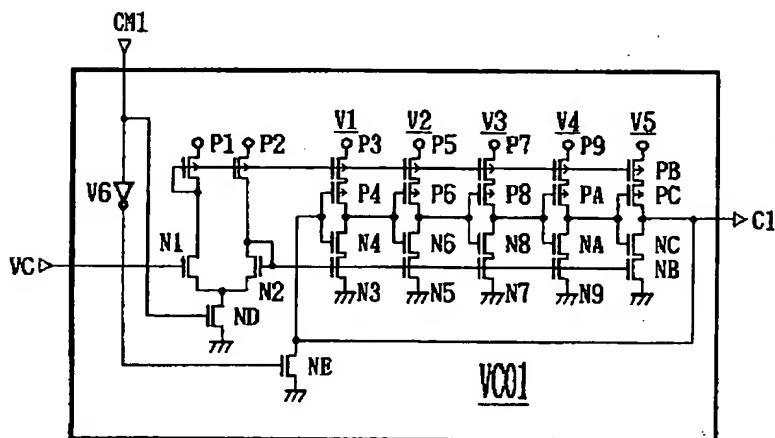 CM1
V1 V2 V3 V4 V5
P1 P2 P3 P5 P7 P9 PB
P4 P6 P8 PA PC
V6
C1
N1 N4 N6 N8 NA NC
VC
N2 N3 N5 N7 N9 NB
ND
NE
VCO1